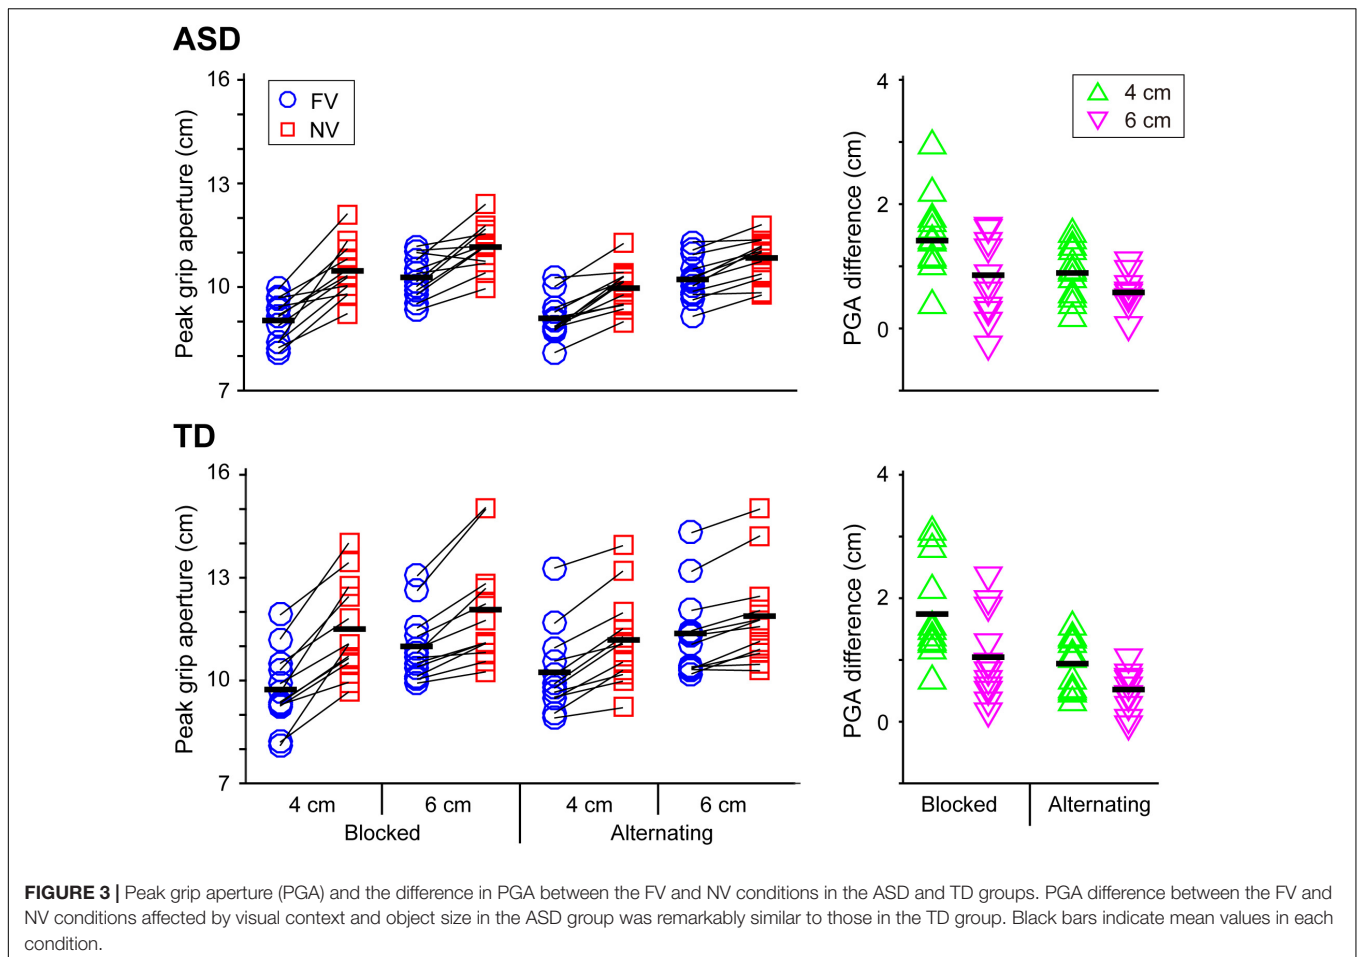 ASD
16
13
10
7
Peak grip aperture (cm)
FV
NV
4
2
0
PGA difference (cm)
4 cm
6 cm
TD
16
13
10
7
Peak grip aperture (cm)
4 cm
6 cm
4 cm
6 cm
Blocked
Alternating
4
2
0
PGA difference (cm)
Blocked
Alternating
FIGURE 3 | Peak grip aperture (PGA) and the difference in PGA between the FV and NV conditions in the ASD and TD groups. PGA difference between the FV and
NV conditions affected by visual context and object size in the ASD group was remarkably similar to those in the TD group. Black bars indicate mean values in each
condition.